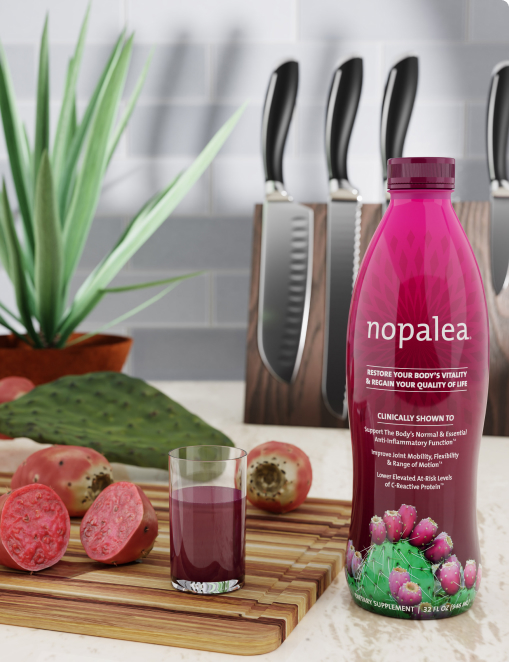 nopalea
RESTORE YOUR BODY'S VITALITY
& REGAIN YOUR QUALITY OF LIFE
CLINICALLY SHOWN TO
Support The Body's Normal & Essential
Anti-Inflammatory Function**
Improve Joint Mobility, Flexibility
& Range of Motion**
Lower Elevated At-Risk Levels
of C-Reactive Protein**
DIETARY SUPPLEMENT 32 FL OZ (946 ML)